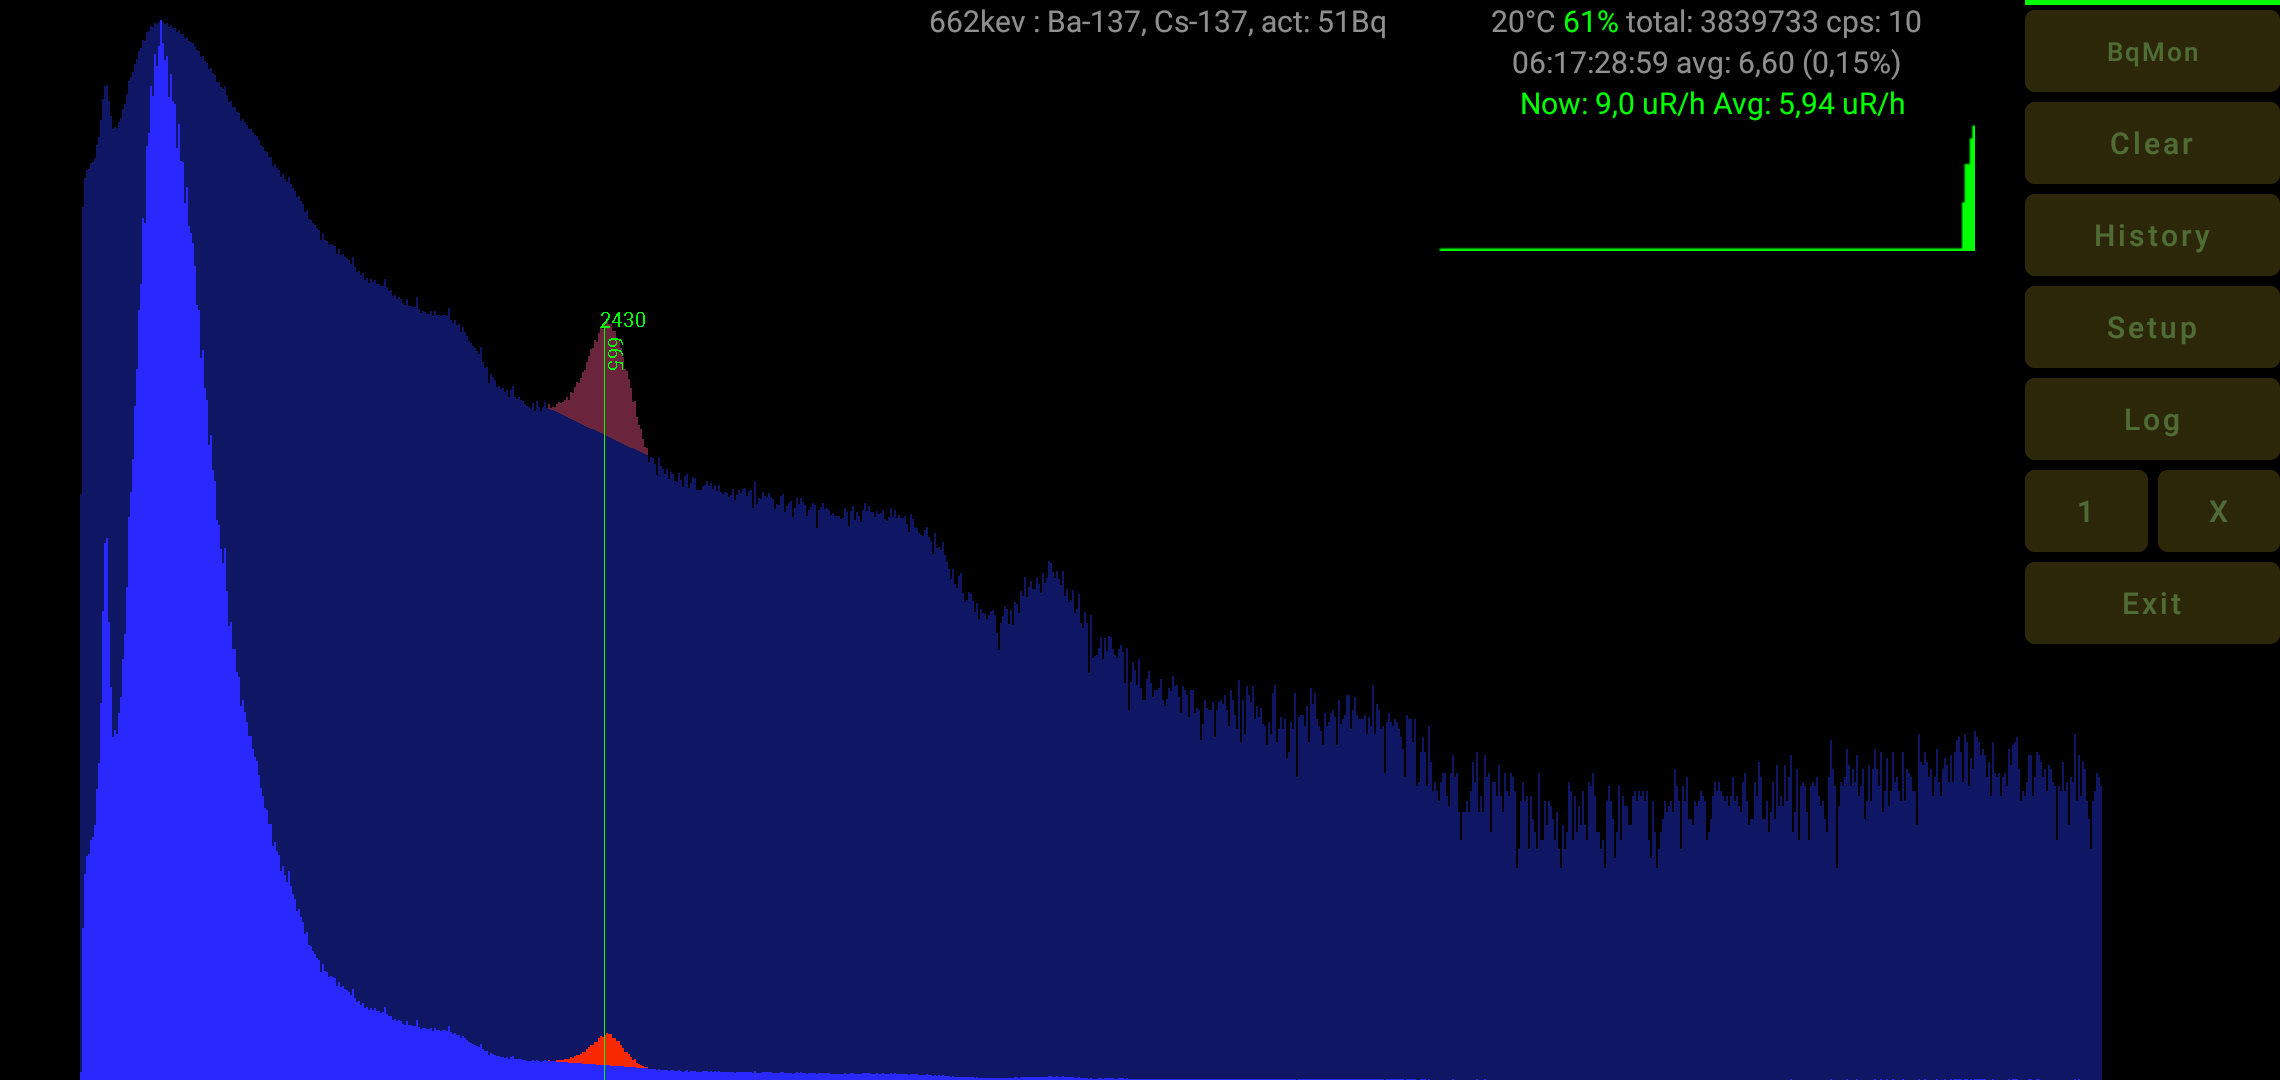 662kev : Ba-137, Cs-137, act: 51Bq
20°C 61% total: 3839733 cps: 10
06:17:28:59 avg: 6,60 (0,15%)
Now: 9,0 uR/h Avg: 5,94 uR/h
2430
665
BqMon
Clear
History
Setup
Log
1 X
Exit